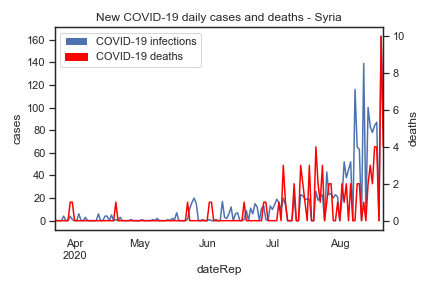 New COVID-19 daily cases and deaths - Syria
COVID-19 infections
COVID-19 deaths
160
140
120
100
80
60
40
20
0
cases
10
8
6
4
2
0
deaths
Apr
2020
May
Jun
Jul
Aug
dateRep